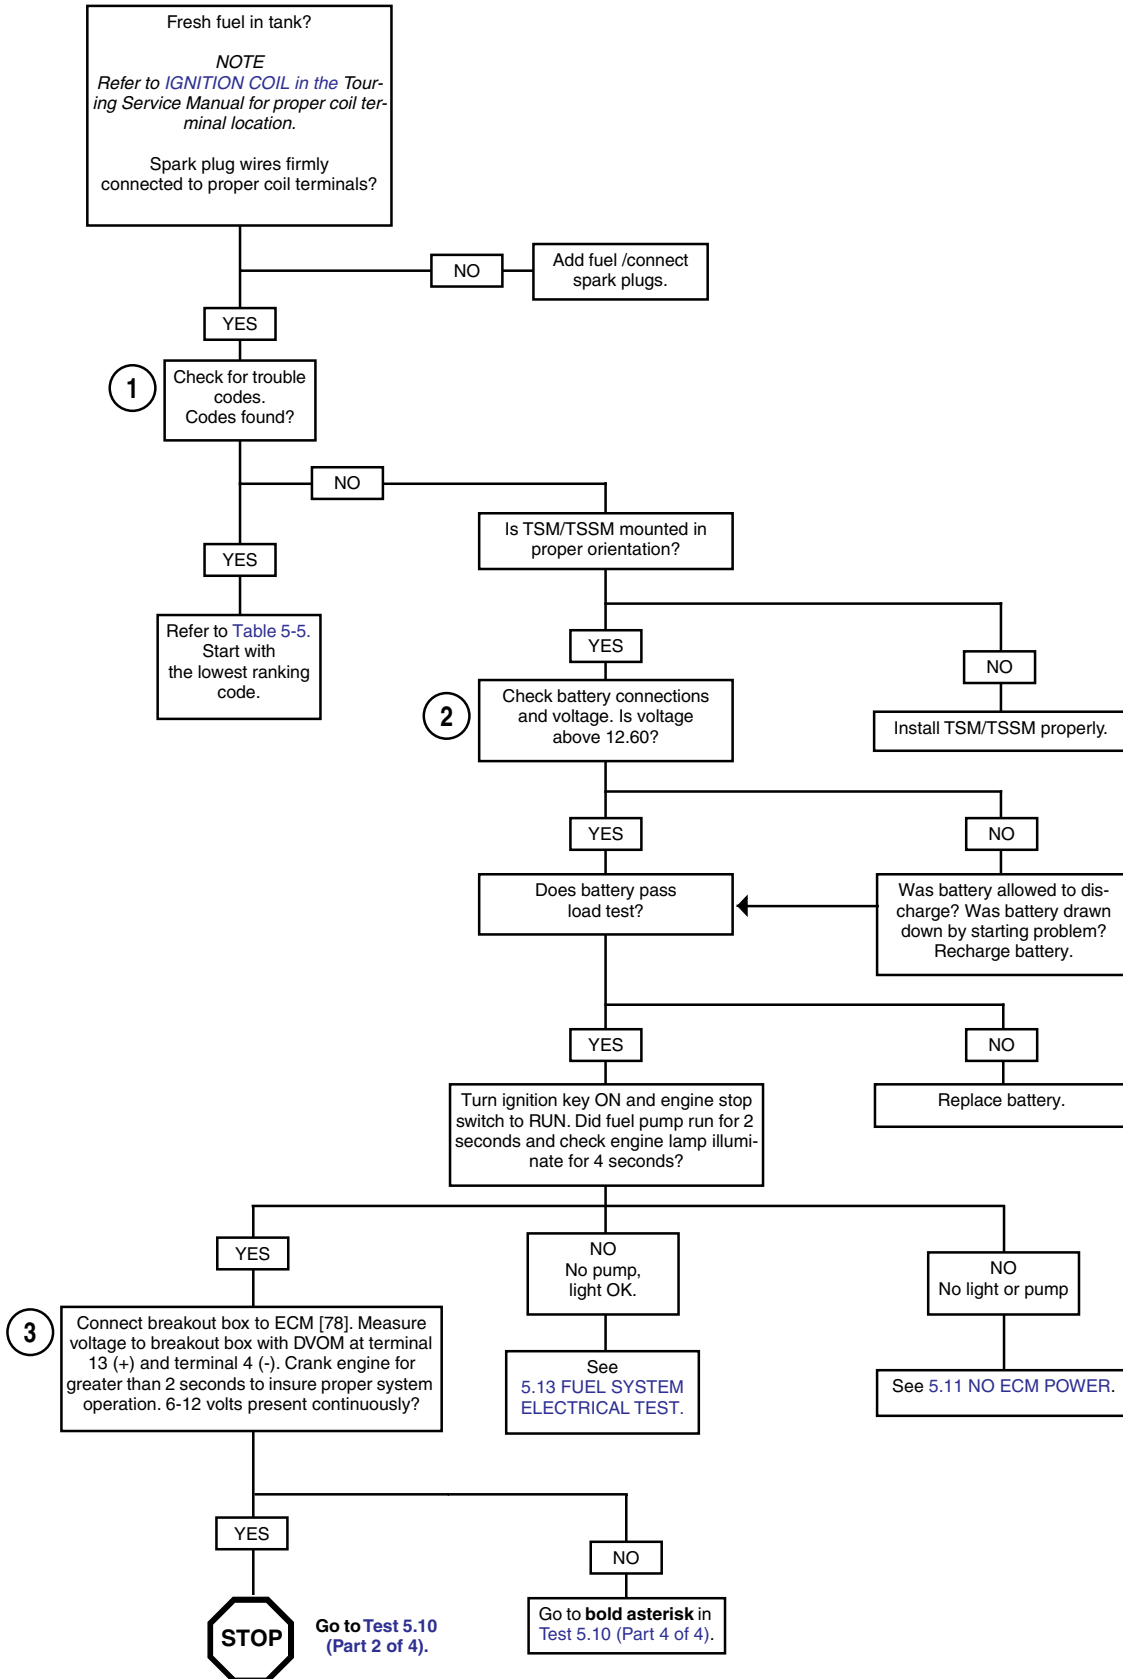 Fresh fuel in tank?
NOTE
Refer to IGNITION COIL in the Tour-
ing Service Manual for proper coil ter-
minal location.
Spark plug wires firmly
connected to proper coil terminals?
NO
Add fuel /connect
spark plugs.
YES
1
Check for trouble
codes.
Codes found?
NO
Is TSM/TSSM mounted in
proper orientation?
YES
Refer to Table 5-5.
Start with
the lowest ranking
code.
YES
NO
Install TSM/TSSM properly.
2
Check battery connections
and voltage. Is voltage
above 12.60?
YES
NO
Does battery pass
load test?
Was battery allowed to dis-
charge? Was battery drawn
down by starting problem?
Recharge battery.
YES
NO
Replace battery.
Turn ignition key ON and engine stop
switch to RUN. Did fuel pump run for 2
seconds and check engine lamp illumi-
nate for 4 seconds?
YES
NO
No pump,
light OK.
NO
No light or pump
3
Connect breakout box to ECM [78]. Measure
voltage to breakout box with DVOM at terminal
13 (+) and terminal 4 (-). Crank engine for
greater than 2 seconds to insure proper system
operation. 6-12 volts present continuously?
See
5.13 FUEL SYSTEM
ELECTRICAL TEST.
See 5.11 NO ECM POWER.
YES
NO
STOP
Go to Test 5.10
(Part 2 of 4).
Go to bold asterisk in
Test 5.10 (Part 4 of 4).